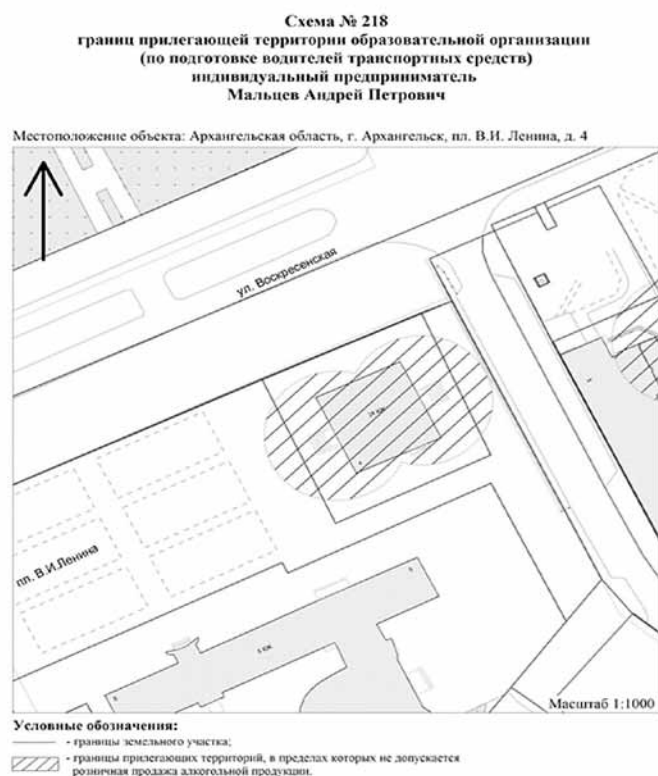 Схема № 218
границ прилегающей территории образовательной организации
(по подготовке водителей транспортных средств)
индивидуальный предприниматель
Мальцев Андрей Петрович
Местоположение объекта: Архангельская область, г. Архангельск, пл. В.И. Ленина, д. 4
ул. Воскресенская
пл. В.И.Ленина
Масштаб 1:1000
Условные обозначения:
- границы земельного участка;
- границы прилегающих территорий, в пределах которых не допускается
розничная продажа алкогольной продукции.